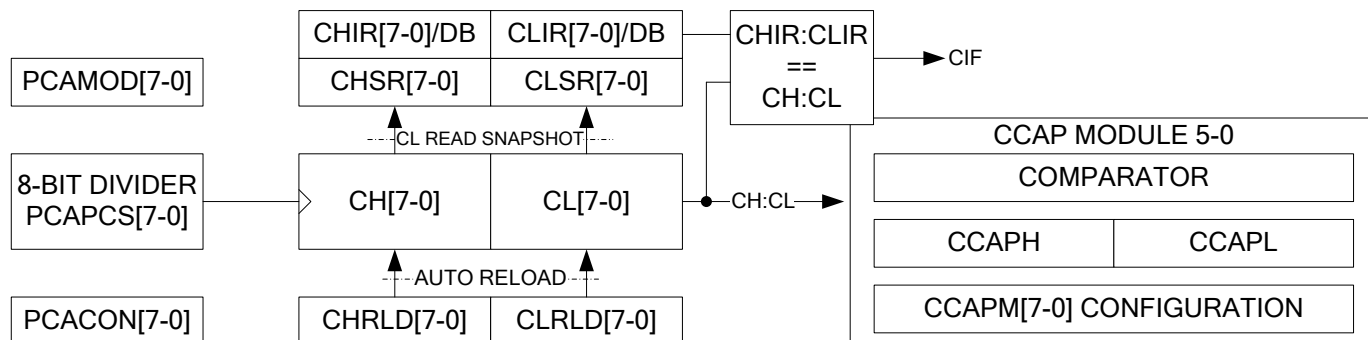 CHIR[7-0]/DB CLIR[7-0]/DB
CHIR:CLIR
==
CH:CL
CIF
PCAMOD[7-0]
CHSR[7-0] CLSR[7-0]
CL READ SNAPSHOT
CCAP MODULE 5-0
COMPARATOR
8-BIT DIVIDER
PCAPCS[7-0]
CH[7-0] CL[7-0]
CH:CL
CCAPH CCAPL
AUTO RELOAD
PCACON[7-0]
CHRLD[7-0] CLRLD[7-0]
CCAPM[7-0] CONFIGURATION